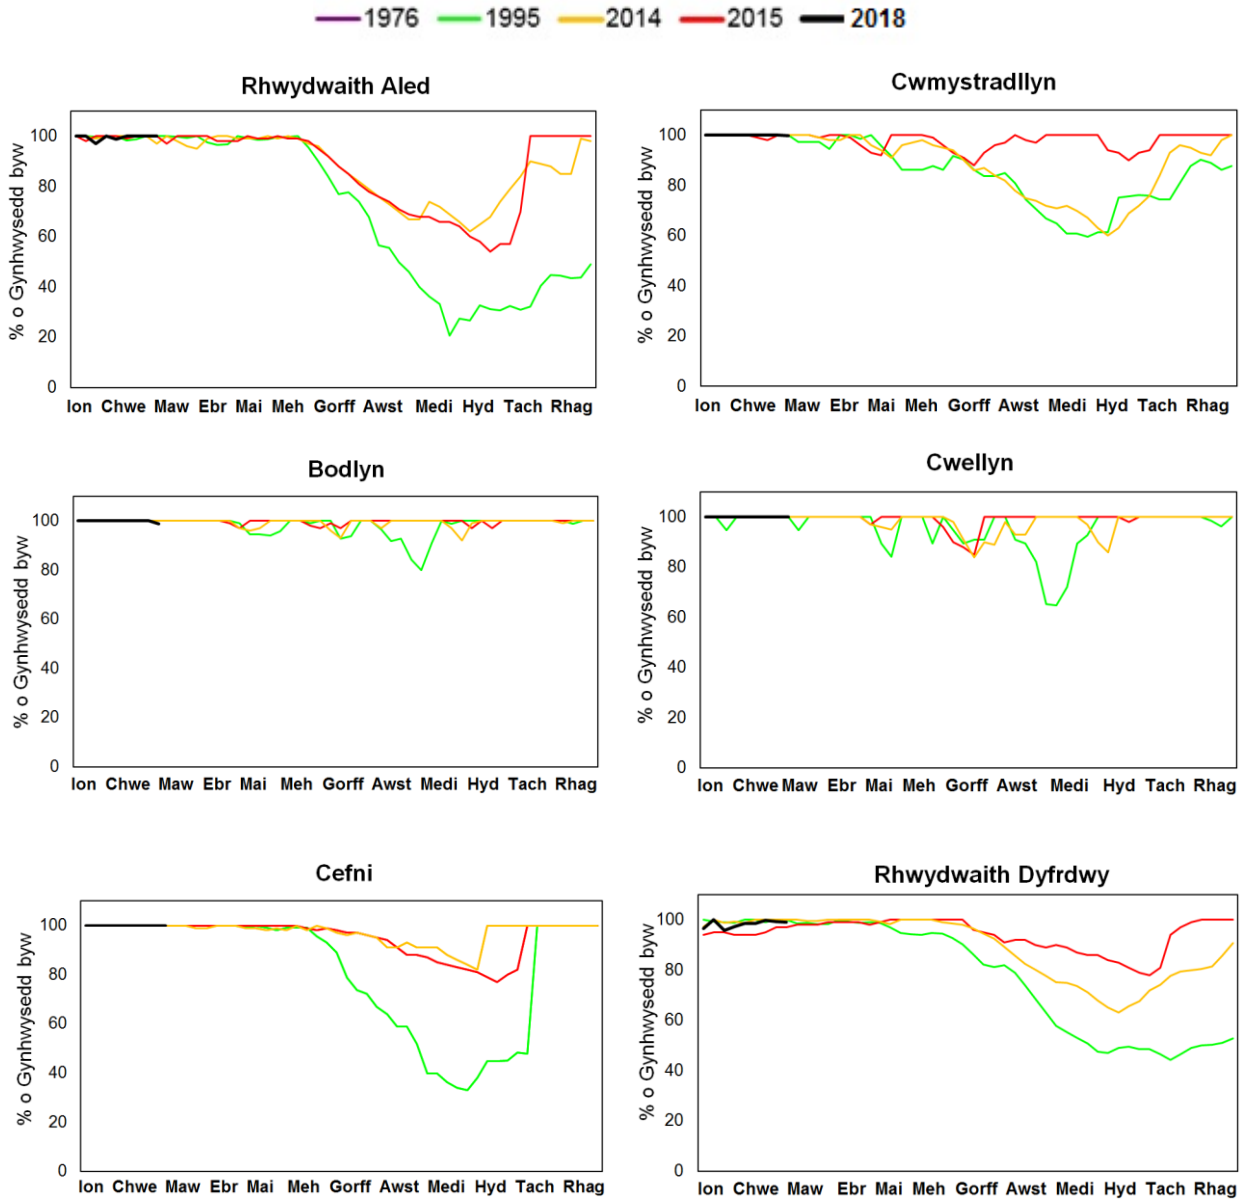 1976 1995 2014 2015 2018
Rhwydwaith Aled
% o Gynhwysedd byw
100
80
60
40
20
0
Ion Chwe Maw Ebr Mai Meh Gorff Awst Medi Hyd Tach Rhag
Cwmystradllyn
% o Gynhwysedd byw
100
80
60
40
20
0
Ion Chwe Maw Ebr Mai Meh Gorff Awst Medi Hyd Tach Rhag
Bodlyn
% o Gynhwysedd byw
100
80
60
40
20
0
Ion Chwe Maw Ebr Mai Meh Gorff Awst Medi Hyd Tach Rhag
Cwellyn
% o Gynhwysedd byw
100
80
60
40
20
0
Ion Chwe Maw Ebr Mai Meh Gorff Awst Medi Hyd Tach Rhag
Cefni
% o Gynhwysedd byw
100
80
60
40
20
0
Ion Chwe Maw Ebr Mai Meh Gorff Awst Medi Hyd Tach Rhag
Rhwydwaith Dyfrdwy
% o Gynhwysedd byw
100
80
60
40
20
0
Ion Chwe Maw Ebr Mai Meh Gorff Awst Medi Hyd Tach Rhag